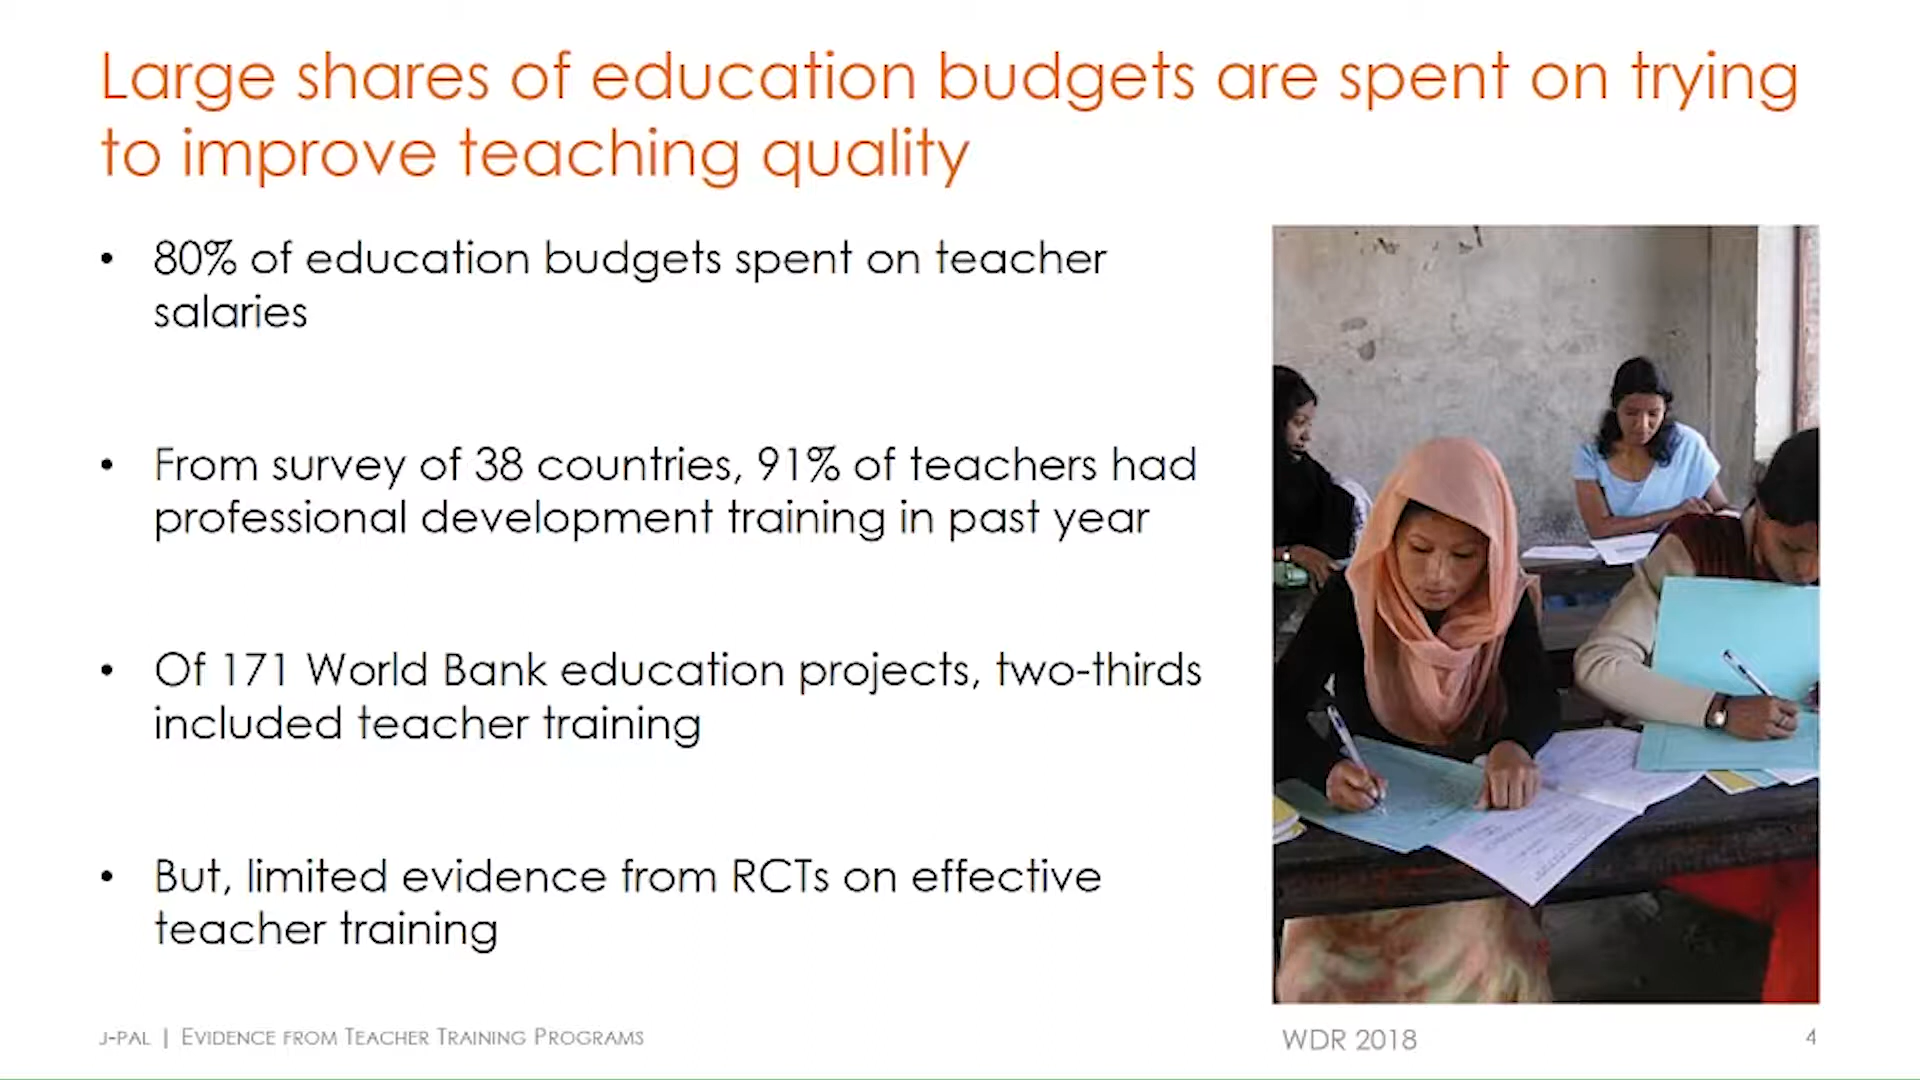 Large shares of education budgets are spent on trying
to improve teaching quality
• 80% of education budgets spent on teacher
salaries
• From survey of 38 countries, 91% of teachers had
professional development training in past year
• Of 171 World Bank education projects, two-thirds
included teacher training
• But, limited evidence from RCTs on effective
teacher training
J-PAL | EVIDENCE FROM TEACHER TRAINING PROGRAMS
WDR 2018
4